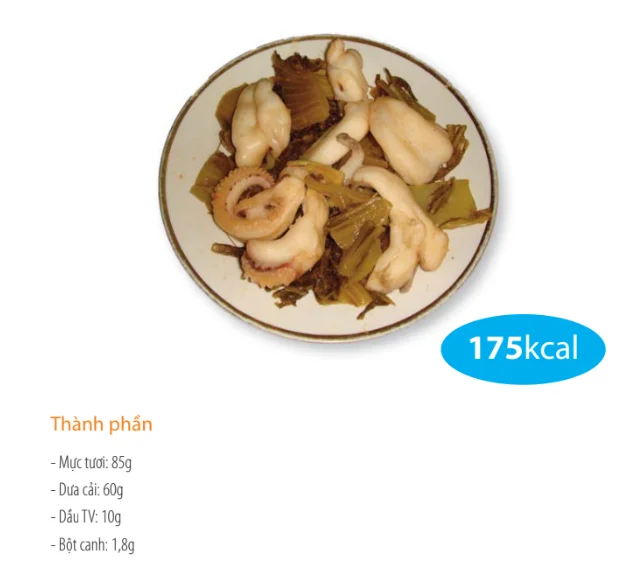 175kcal
Thành phần
- Mực tươi: 85g
- Dưa cải: 60g
- Dầu TV: 10g
- Bột canh: 1,8g